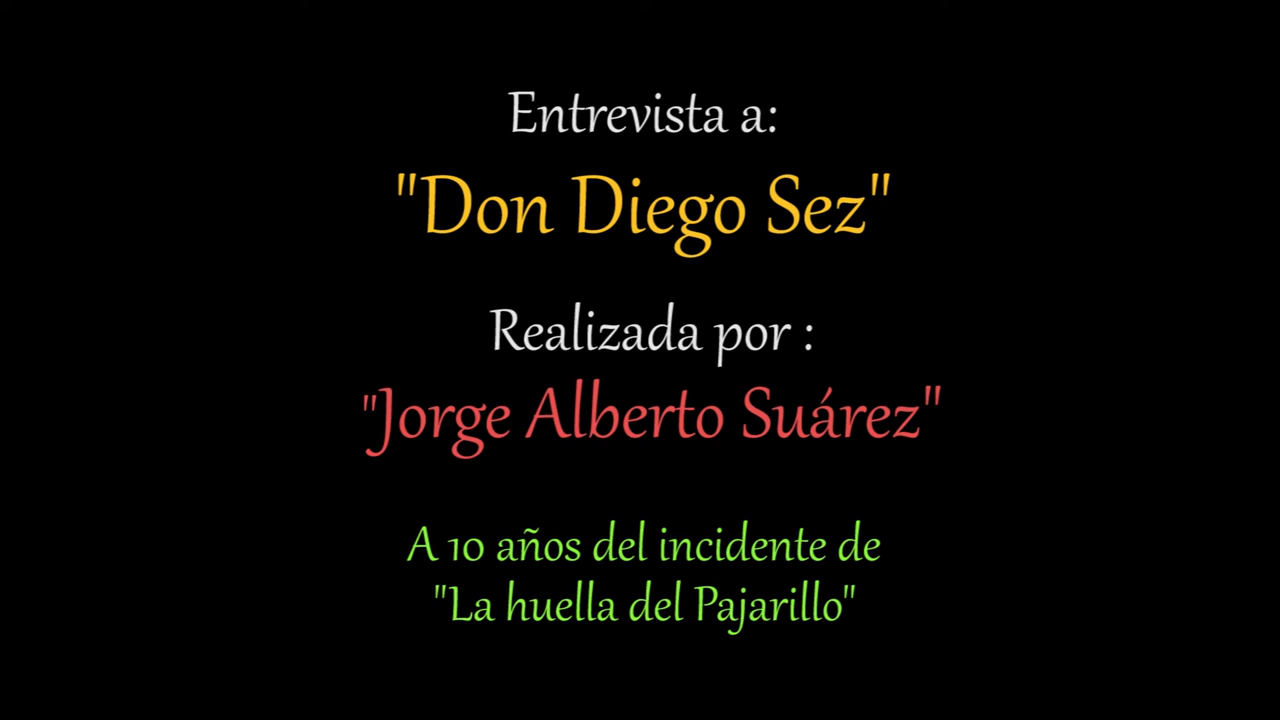 Entrevista a:
"Don Diego Sez"
Realizada por :
"Jorge Alberto Suárez"
A 10 años del incidente de
"La huella del Pajarillo"